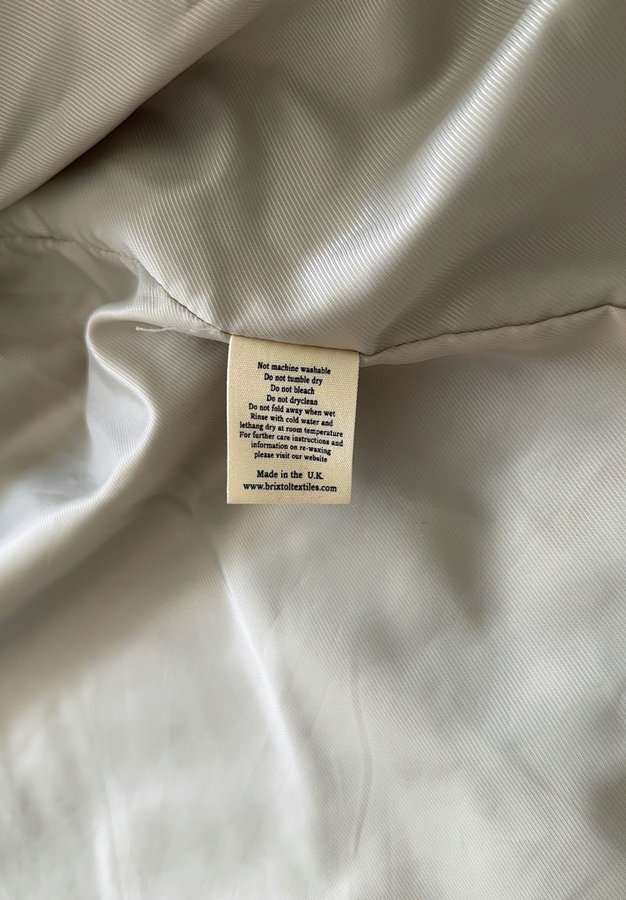 Not machine washable
Do not tumble dry
Do not bleach
Do not dryclean
Do not fold away when wet
Rinse with cold water and
lethang dry at room temperature
For further care instructions and
information on re-waxing
please visit our website
Made in the U.K.
www.brixtoltextiles.com